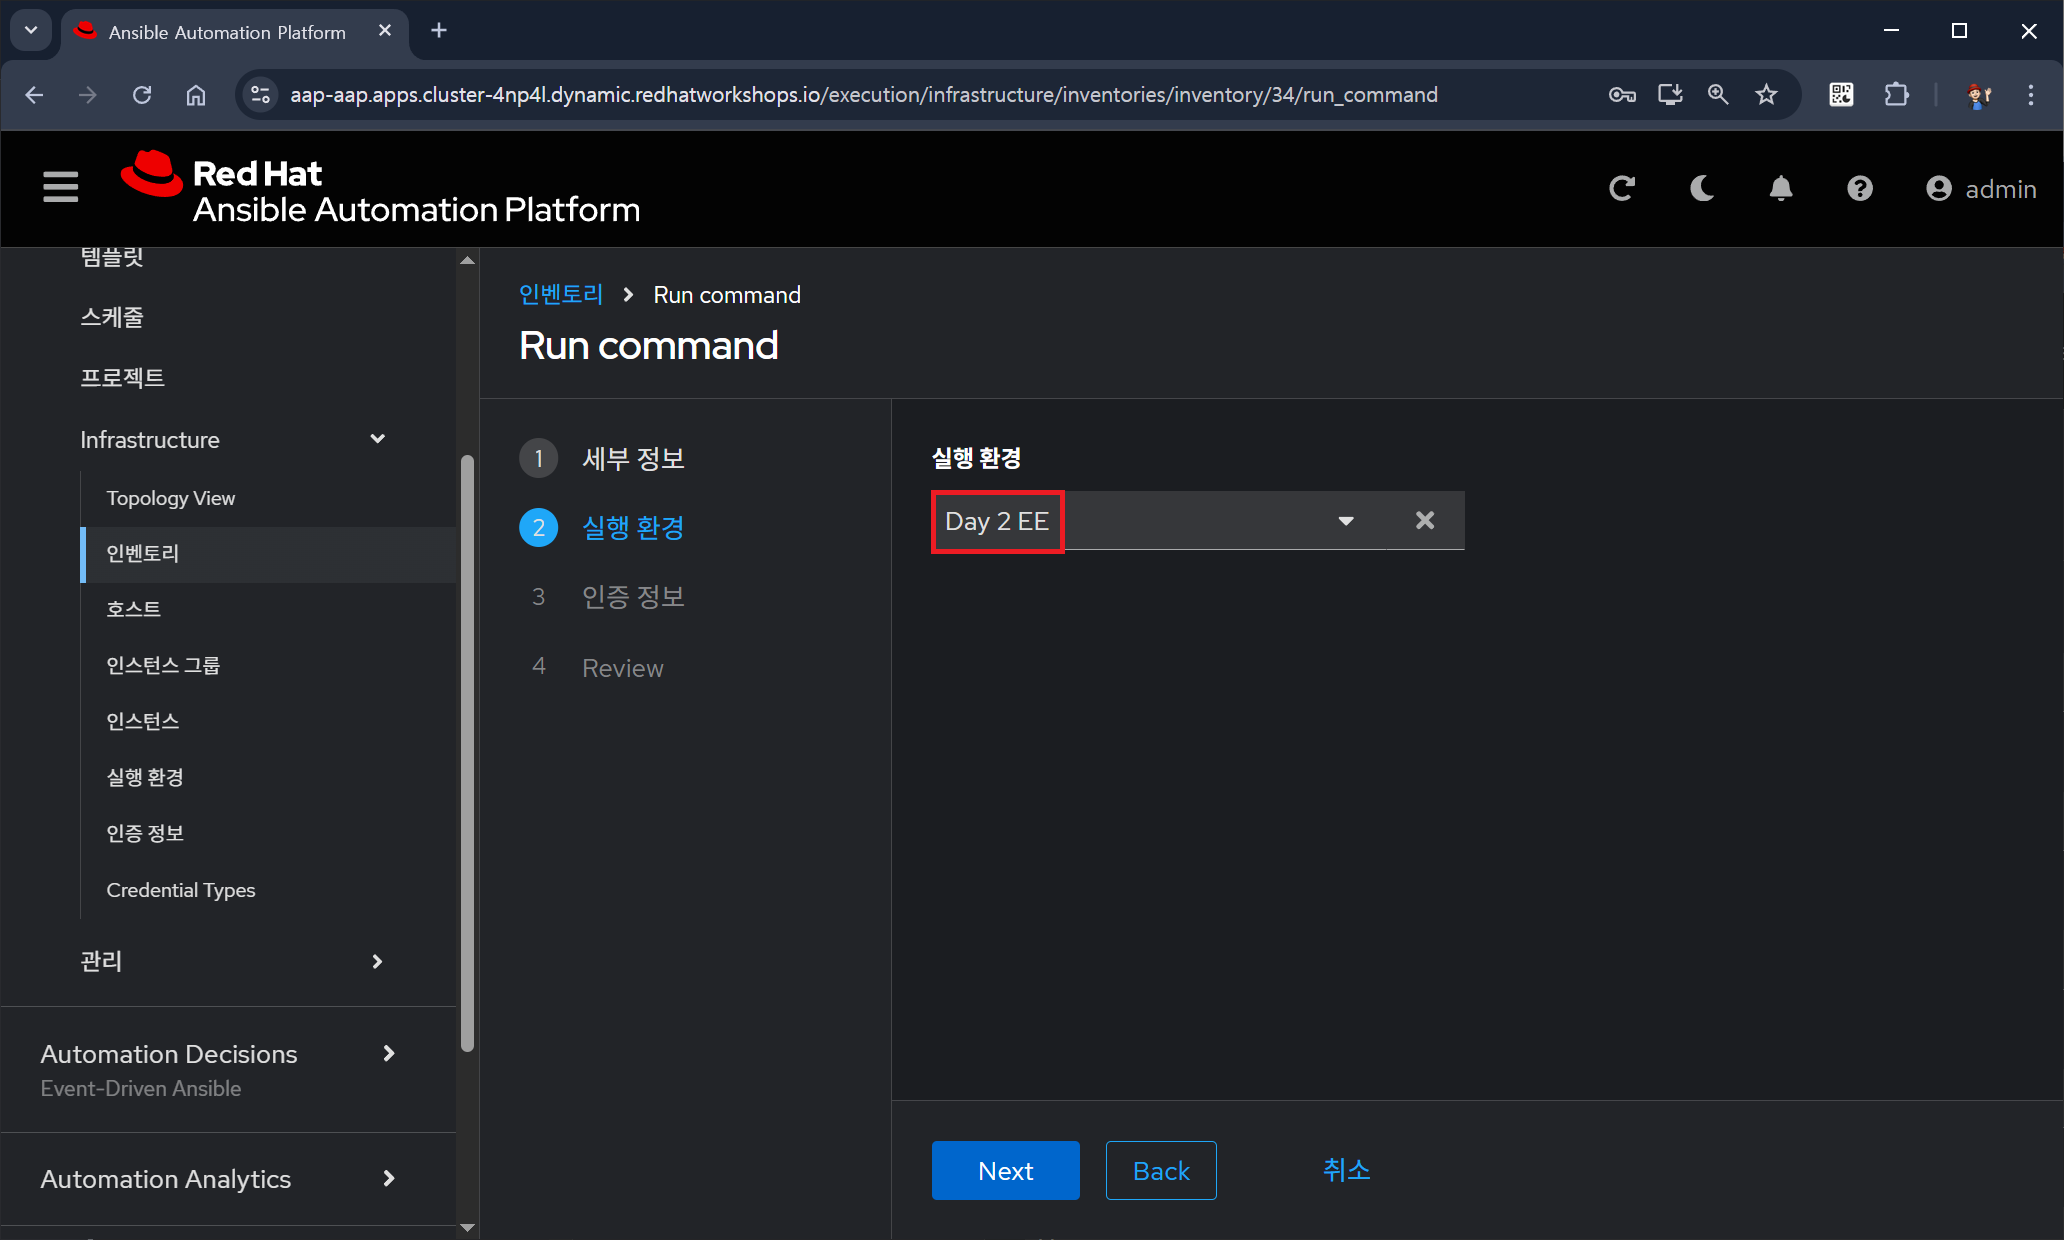 Ansible Automation Platform
aap-aap.apps.cluster-4np4l.dynamic.redhatworkshops.io/execution/infrastructure/inventories/inventory/34/run_command
Red Hat
Ansible Automation Platform
admin
템플릿
스케줄
프로젝트
Infrastructure
Topology View
인벤토리
호스트
인스턴스 그룹
인스턴스
실행 환경
인증 정보
Credential Types
관리
Automation Decisions
Event-Driven Ansible
Automation Analytics
인벤토리 > Run command
Run command
1 세부 정보
2 실행 환경
3 인증 정보
4 Review
실행 환경
Day 2 EE
Next
Back
취소